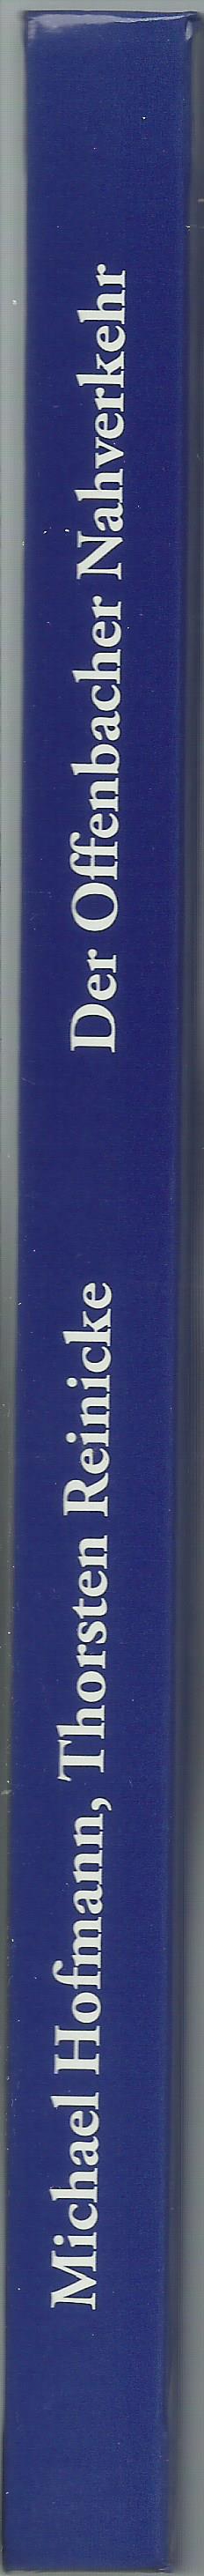 Michael Hofmann, Thorsten Reinicke
Der Offenbacher Nahverkehr